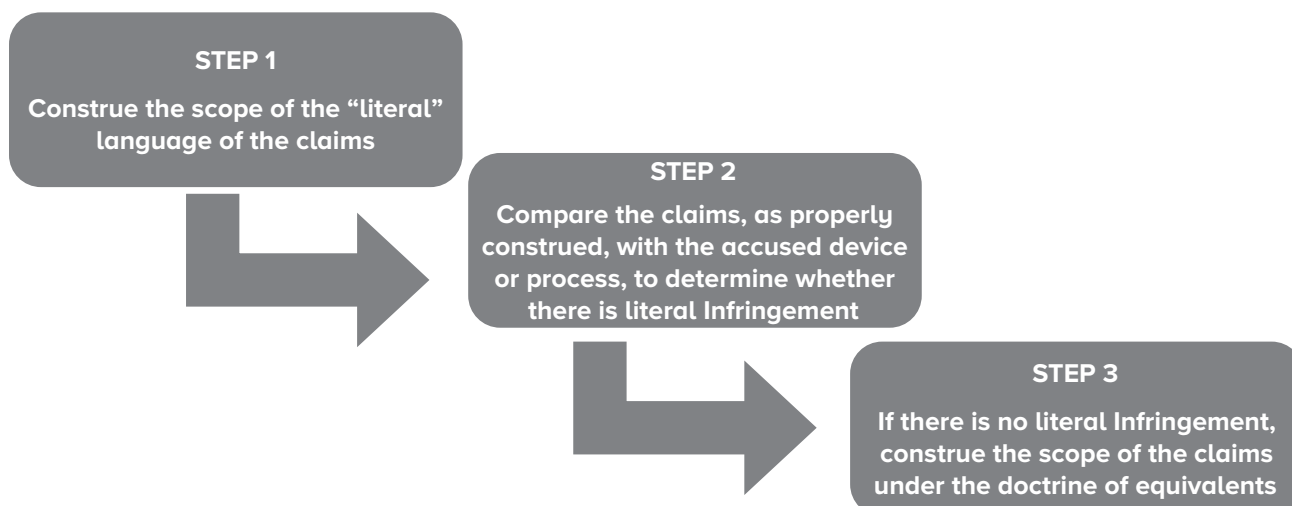 STEP 1
Construe the scope of the “literal”
language of the claims
STEP 2
Compare the claims, as properly
construed, with the accused device
or process, to determine whether
there is literal Infringement
STEP 3
If there is no literal Infringement,
construe the scope of the claims
under the doctrine of equivalents